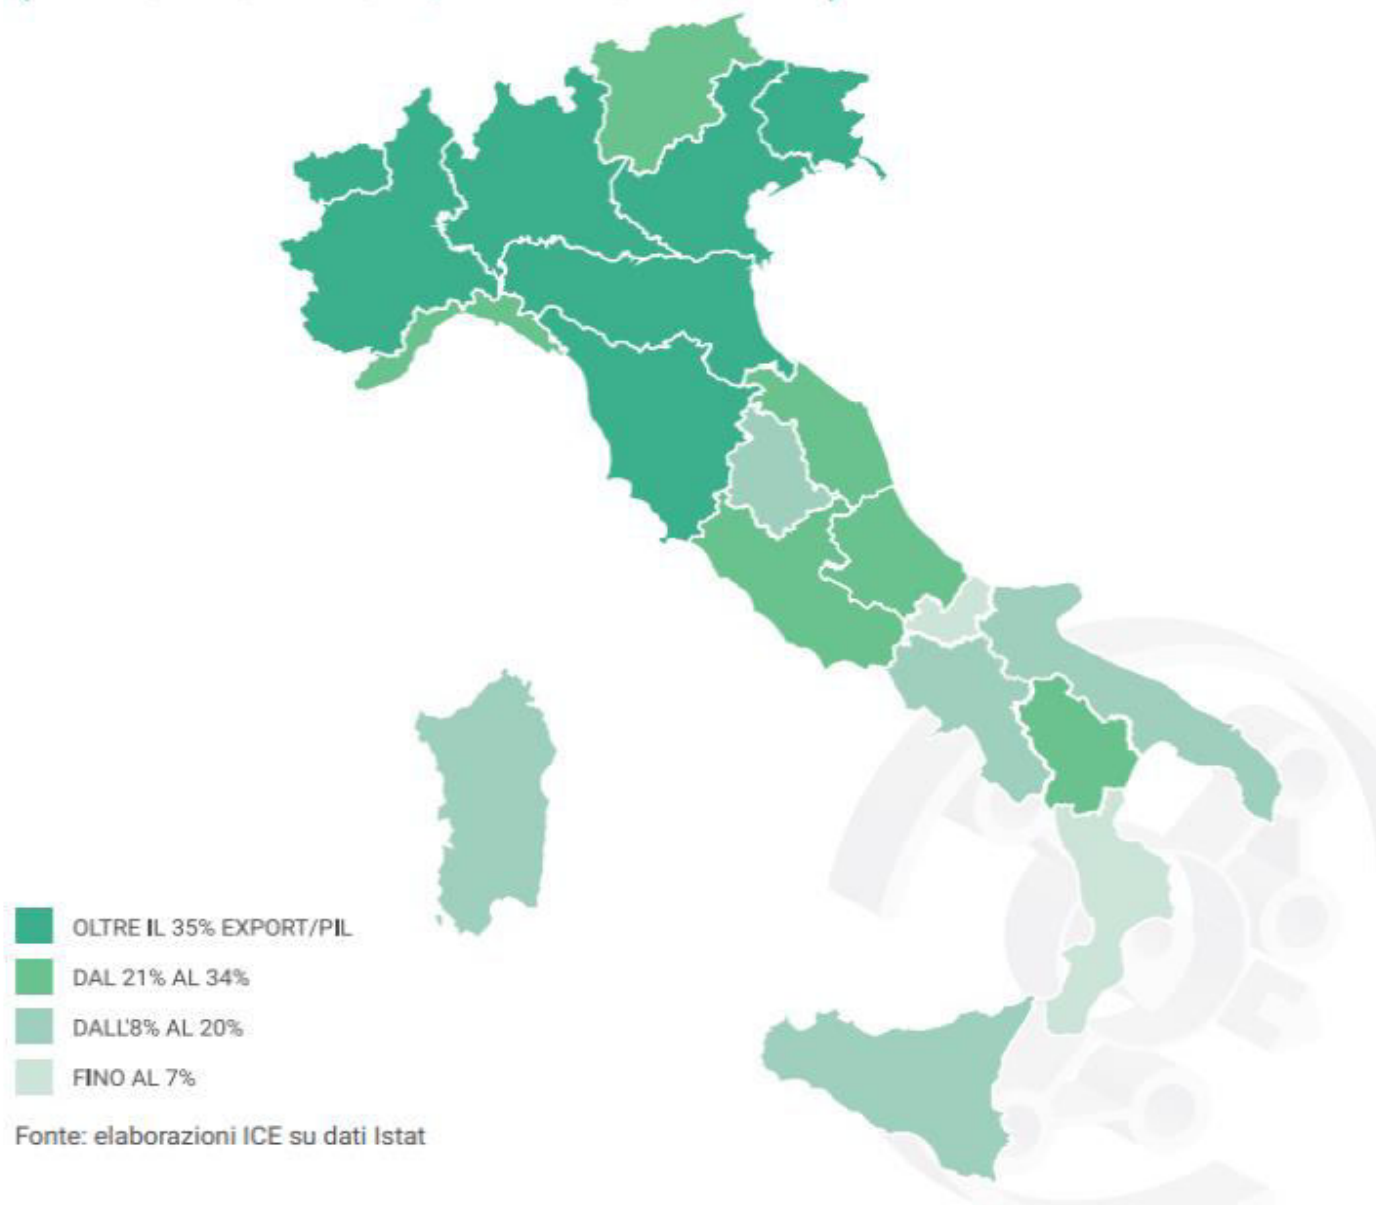 OLTRE IL 35% EXPORT/PIL
DAL 21% AL 34%
DALL'8% AL 20%
FINO AL 7%
Fonte: elaborazioni ICE su dati Istat